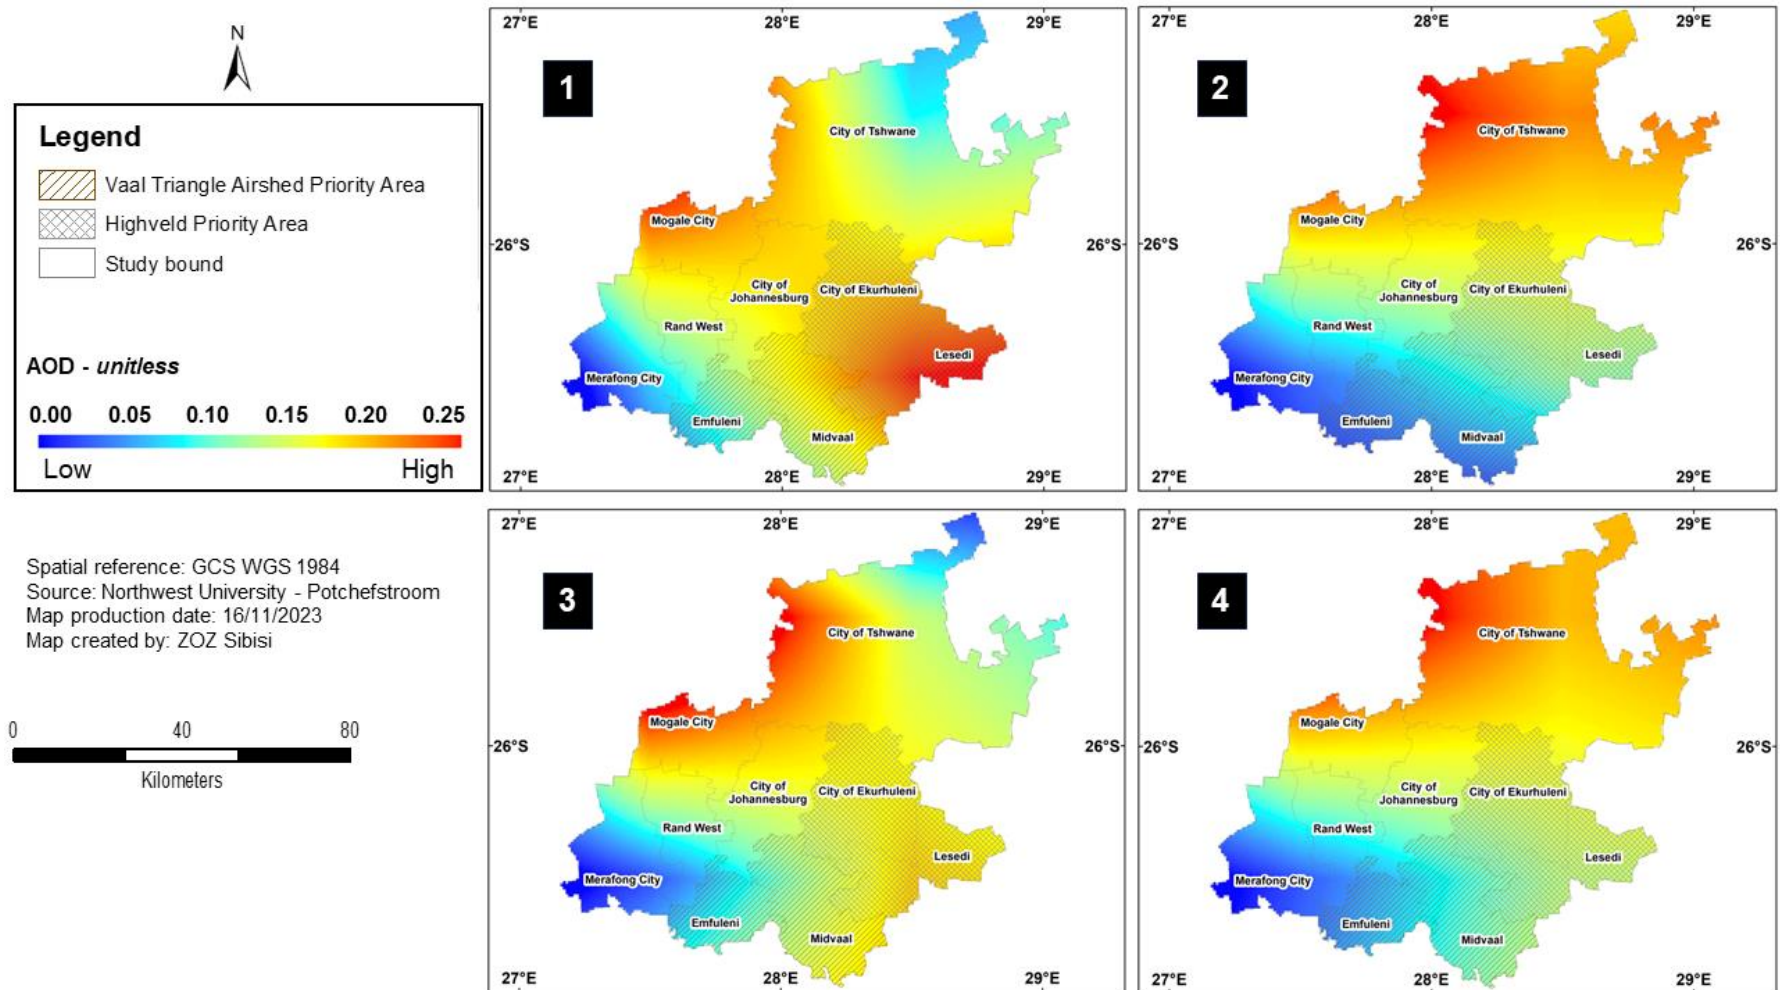 N
Legend
Vaal Triangle Airshed Priority Area
Highveld Priority Area
Study bound
AOD - unitless
0.00 0.05 0.10 0.15 0.20 0.25
Low High
Spatial reference: GCS WGS 1984
Source: Northwest University - Potchefstroom
Map production date: 16/11/2023
Map created by: ZOZ Sibisi
0 40 80
Kilometers
27°E 28°E 29°E
1
City of Tshwane
Mogale City
26°S 26°S
City of
Johannesburg
City of Ekurhuleni
Rand West
Lesedi
Merafong City
Emfuleni
Midvaal
27°E 28°E 29°E
27°E 28°E 29°E
2
City of Tshwane
Mogale City
26°S 26°S
City of
Johannesburg
City of Ekurhuleni
Rand West
Lesedi
Merafong City
Emfuleni
Midvaal
27°E 28°E 29°E
27°E 28°E 29°E
3
City of Tshwane
Mogale City
26°S 26°S
City of
Johannesburg
City of Ekurhuleni
Rand West
Lesedi
Merafong City
Emfuleni
Midvaal
27°E 28°E 29°E
27°E 28°E 29°E
4
City of Tshwane
Mogale City
26°S 26°S
City of
Johannesburg
City of Ekurhuleni
Rand West
Lesedi
Merafong City
Emfuleni
Midvaal
27°E 28°E 29°E